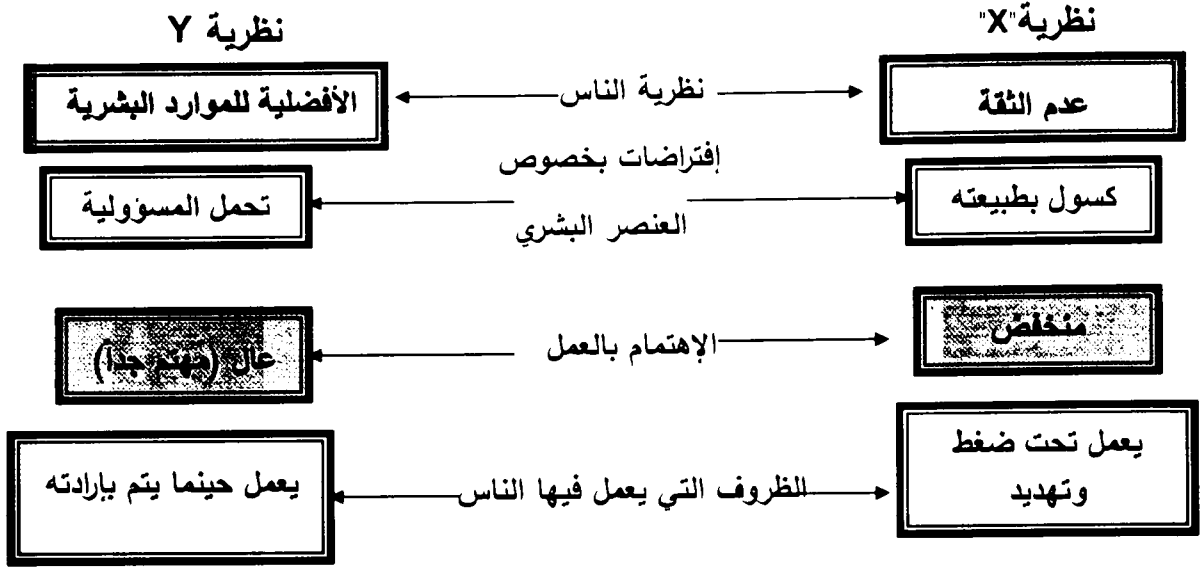 نظرية"X"
نظرية Y
عدم الثقة
نظرية الناس
الأفضلية للموارد البشرية
إفتراضات بخصوص
كسول بطبيعته
تحمل المسؤولية
العنصر البشري
منخفض
الإهتمام بالعمل
عال (مهتم جداً)
يعمل تحت ضغط
وتهديد
الظروف التي يعمل فيها الناس
يعمل حينما يتم بإرادته